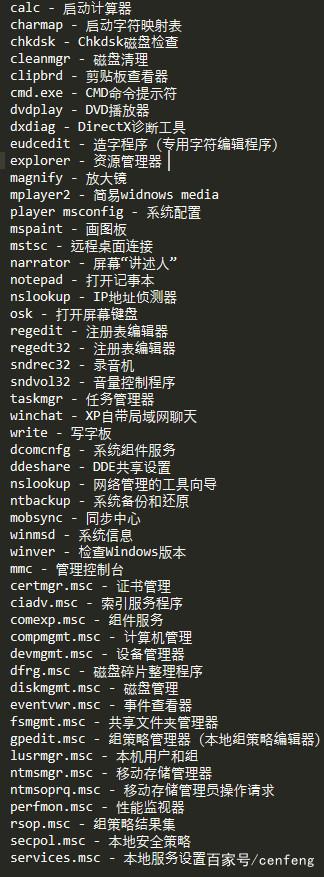 calc - 启动计算器
charmap - 启动字符映射表
chkdsk - Chkdsk磁盘检查
cleanmgr - 磁盘清理
clipbrd - 剪贴板查看器
cmd.exe - CMD命令提示符
dvdplay - DVD播放器
dxdiag - DirectX诊断工具
eudcedit - 造字程序（专用字符编辑程序）
explorer - 资源管理器
magnify - 放大镜
mplayer2 - 简易widnows media
player msconfig - 系统配置
mspaint - 画图板
mstsc - 远程桌面连接
narrator - 屏幕“讲述人”
notepad - 打开记事本
nslookup - IP地址侦测器
osk - 打开屏幕键盘
regedit - 注册表编辑器
regedt32 - 注册表编辑器
sndrec32 - 录音机
sndvol32 - 音量控制程序
taskmgr - 任务管理器
winchat - XP自带局域网聊天
write - 写字板
dcomcnfg - 系统组件服务
ddeshare - DDE共享设置
nslookup - 网络管理的工具向导
ntbackup - 系统备份和还原
mobsync - 同步中心
winmsd - 系统信息
winver - 检查Windows版本
mmc - 管理控制台
certmgr.msc - 证书管理
ciadv.msc - 索引服务程序
comexp.msc - 组件服务
compmgmt.msc - 计算机管理
devmgmt.msc - 设备管理器
dfrg.msc - 磁盘碎片整理程序
diskmgmt.msc - 磁盘管理
eventvwr.msc - 事件查看器
fsmgmt.msc - 共享文件夹管理器
gpedit.msc - 组策略管理器（本地组策略编辑器）
lusrmgr.msc - 本机用户和组
ntmsmgr.msc - 移动存储管理器
ntmsoprq.msc - 移动存储管理员操作请求
perfmon.msc - 性能监视器
rsop.msc - 组策略结果集
secpol.msc - 本地安全策略
services.msc - 本地服务设置百家号/cenfeng